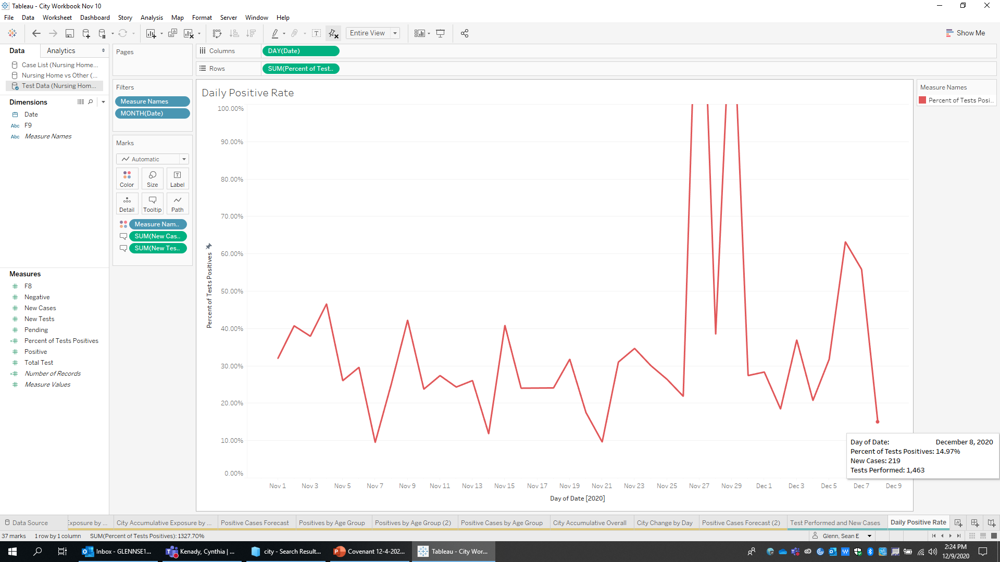 Tableau - City Workbook Nov 10
File Data Worksheet Dashboard Story Analysis Map Format Server Window Help
Entire View
Show Me
Data Analytics
Case List (Nursing Home...
Nursing Home vs Other (...
Test Data (Nursing Hom...
Dimensions
Date
Abc F9
Abc Measure Names
Measures
F8
Negative
New Cases
New Tests
Pending
Percent of Tests Positives
Positive
Total Test
Number of Records
Measure Values
Pages
Filters
Measure Names
MONTH(Date)
Marks
Automatic
Color Size Label
Detail Tooltip Path
Measure Nam..
SUM(New Cas..
SUM(New Tes..
Columns DAY(Date)
Rows SUM(Percent of Test..
Daily Positive Rate
100.00%
90.00%
80.00%
70.00%
60.00%
50.00%
40.00%
30.00%
20.00%
10.00%
0.00%
Percent of Tests Positives
Nov 1 Nov 3 Nov 5 Nov 7 Nov 9 Nov 11 Nov 13 Nov 15 Nov 17 Nov 19 Nov 21 Nov 23 Nov 25 Nov 27 Nov 29 Dec 1 Dec 3 Dec 5 Dec 7 Dec 9
Day of Date [2020]
Day of Date: December 8, 2020
Percent of Tests Positives: 14.97%
New Cases: 219
Tests Performed: 1,463
Measure Names
Percent of Tests Posi..
Data Source Exposure by ... City Accumulative Exposure by ... Positive Cases Forecast Positives by Age Group Positives by Age Group (2) Positive Cases by Age Group City Accumulative Overall City Change by Day Positive Cases Forecast (2) Test Performed and New Cases Daily Positive Rate
37 marks 1 row by 1 column SUM(Percent of Tests Positives): 1327.70%
Glenn, Sean E
Inbox - GLENNSE1... Kenady, Cynthia | ... city - Search Result... Covenant 12-4-202... Tableau - City Wor...
2:24 PM
12/9/2020